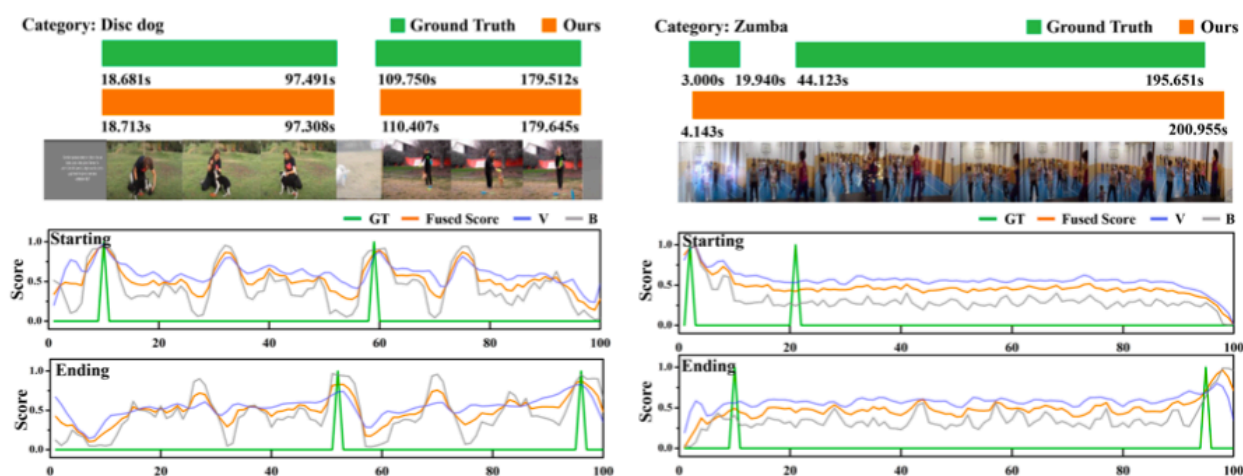 Category: Disc dog
Ground Truth
Ours
18.681s 97.491s 109.750s 179.512s
18.713s 97.308s 110.407s 179.645s
GT Fused Score V B
Starting
Score
1.0
0.5
0.0
0 20 40 60 80 100
Ending
Score
1.0
0.5
0.0
0 20 40 60 80 100
Category: Zumba
Ground Truth
Ours
3.000s 19.940s 44.123s 195.651s
4.143s 200.955s
GT Fused Score V B
Starting
Score
1.0
0.5
0.0
0 20 40 60 80 100
Ending
Score
1.0
0.5
0.0
0 20 40 60 80 100